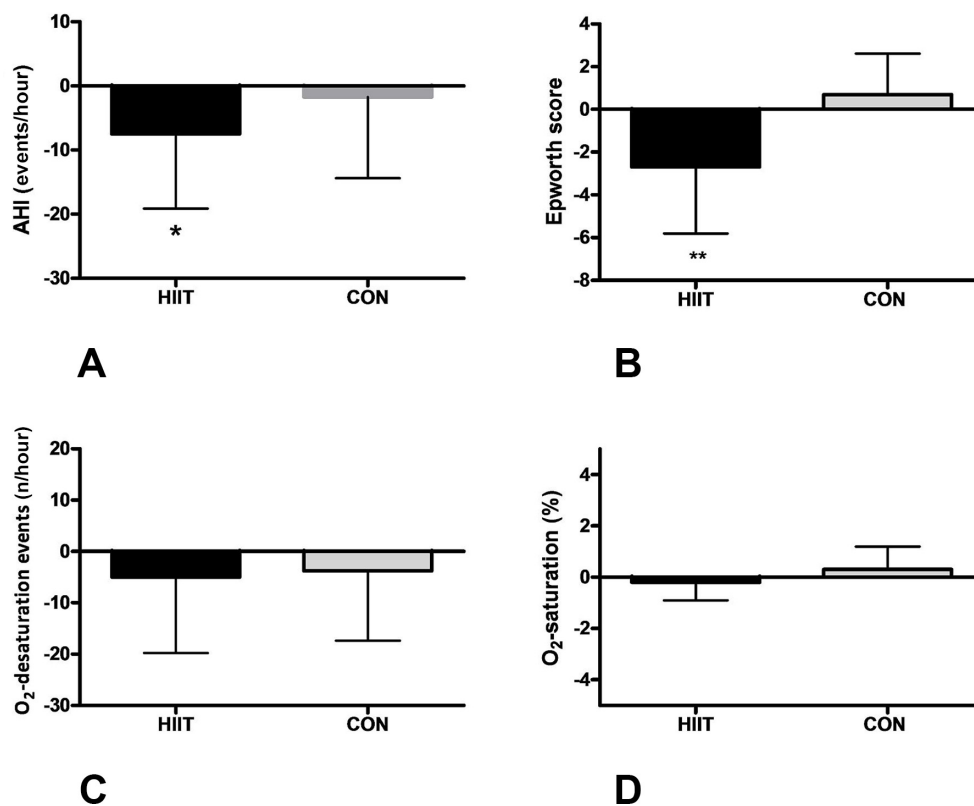 AHI (events/hour)
10
0
-10
-20
-30
*
HIIT CON
A
Epworth score
4
2
0
-2
-4
-6
-8
**
HIIT CON
B
O₂-desaturation events (n/hour)
20
10
0
-10
-20
-30
HIIT CON
C
O₂-saturation (%)
4
2
0
-2
-4
HIIT CON
D